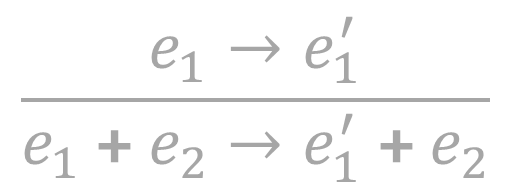 e₁ → e₁′
e₁ + e₂ → e₁′ + e₂